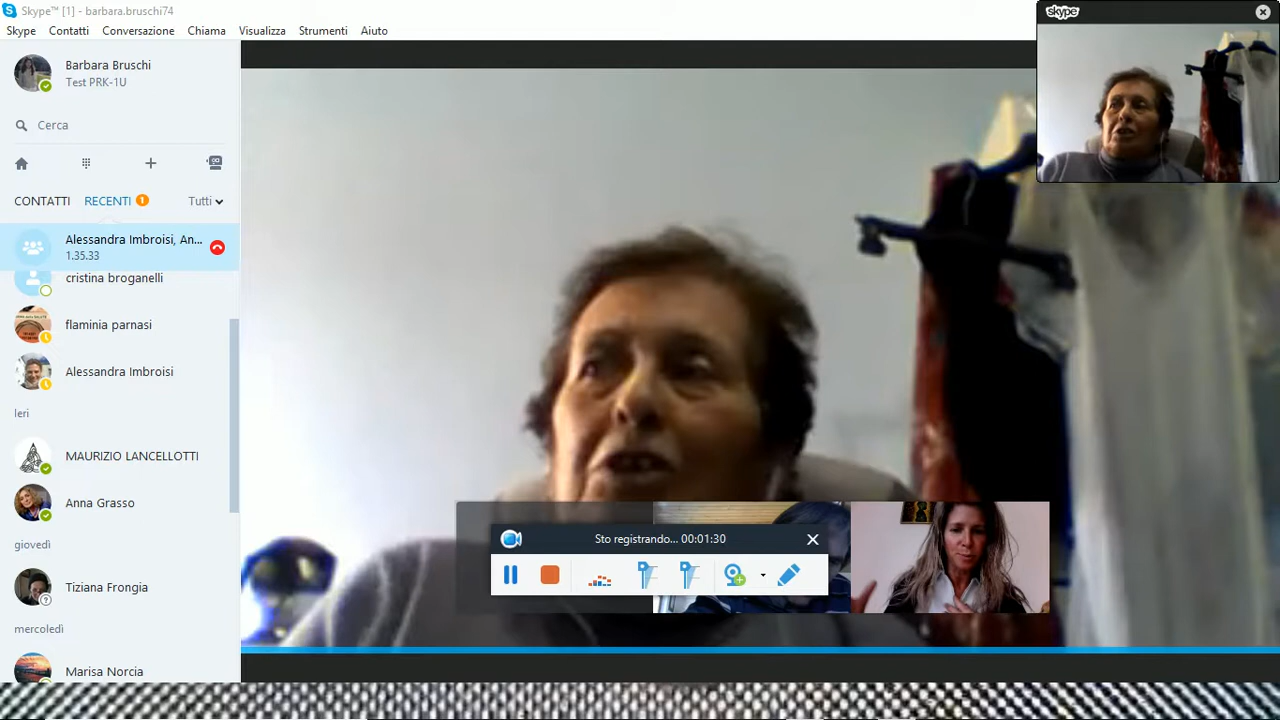 Skype™ [1] - barbara.bruschi74
Skype Contatti Conversazione Chiama Visualizza Strumenti Aiuto
skype
Barbara Bruschi
Test PRK-1U
Cerca
CONTATTI RECENTI 1 Tutti
Alessandra Imbroisi, An...
1.35.33
cristina broganelli
flaminia parnasi
Alessandra Imbroisi
Ieri
MAURIZIO LANCELLOTTI
Anna Grasso
giovedì
Tiziana Frongia
mercoledì
Marisa Norcia
Sto registrando... 00:01:30